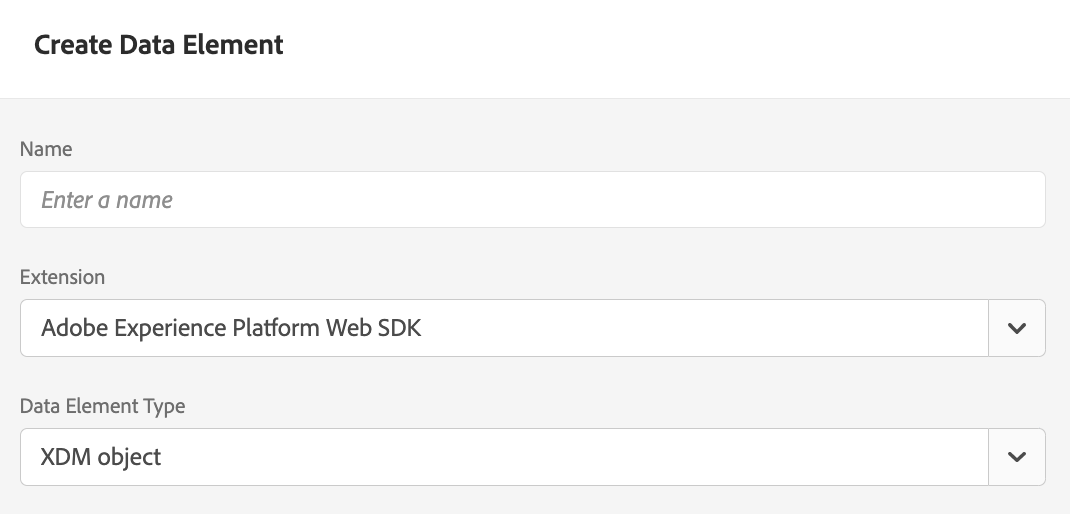 Create Data Element
Name
Enter a name
Extension
Adobe Experience Platform Web SDK
Data Element Type
XDM object